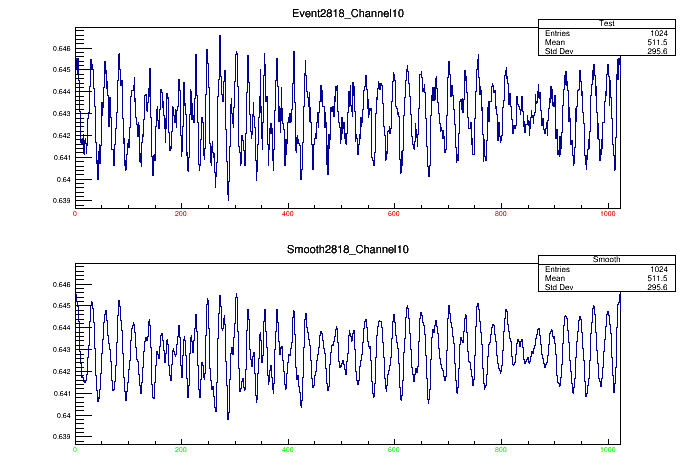 Event2818_Channel10
Test
Entries 1024
Mean 511.5
Std Dev 295.6
0.646
0.645
0.644
0.643
0.642
0.641
0.64
0.639
0 200 400 600 800 1000
Smooth2818_Channel10
Smooth
Entries 1024
Mean 511.5
Std Dev 295.6
0.646
0.645
0.644
0.643
0.642
0.641
0.64
0.639
0 200 400 600 800 1000